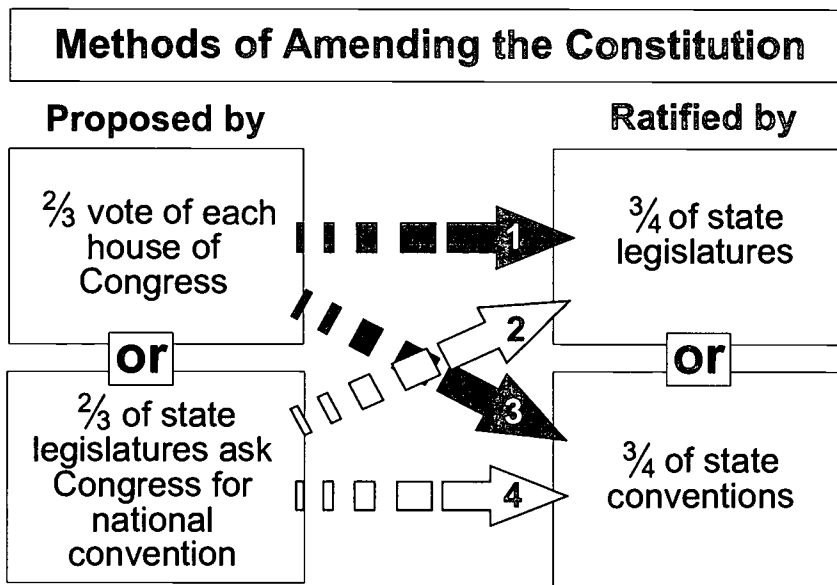 Methods of Amending the Constitution
Proposed by
Ratified by
⅔ vote of each
house of
Congress
or
⅔ of state
legislatures ask
Congress for
national
convention
1
2
3
4
¾ of state
legislatures
or
¾ of state
conventions